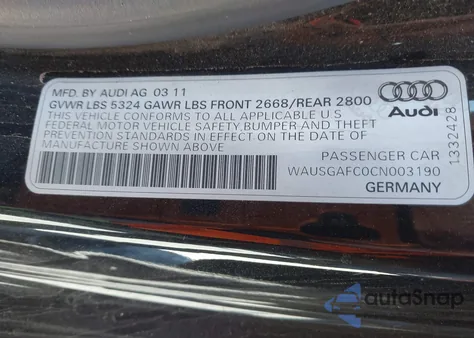 MFD. BY AUDI AG 03 11
GVWR LBS 5324 GAWR LBS FRONT 2668/REAR 2800
THIS VEHICLE CONFORMS TO ALL APPLICABLE U S
FEDERAL MOTOR VEHICLE SAFETY,BUMPER AND THEFT
PREVENTION STANDARDS IN EFFECT ON THE DATE OF
MANUFACTURE SHOWN ABOVE
Audi
1332428
PASSENGER CAR
WAUSGAFC0CN003190
GERMANY
autoSnap